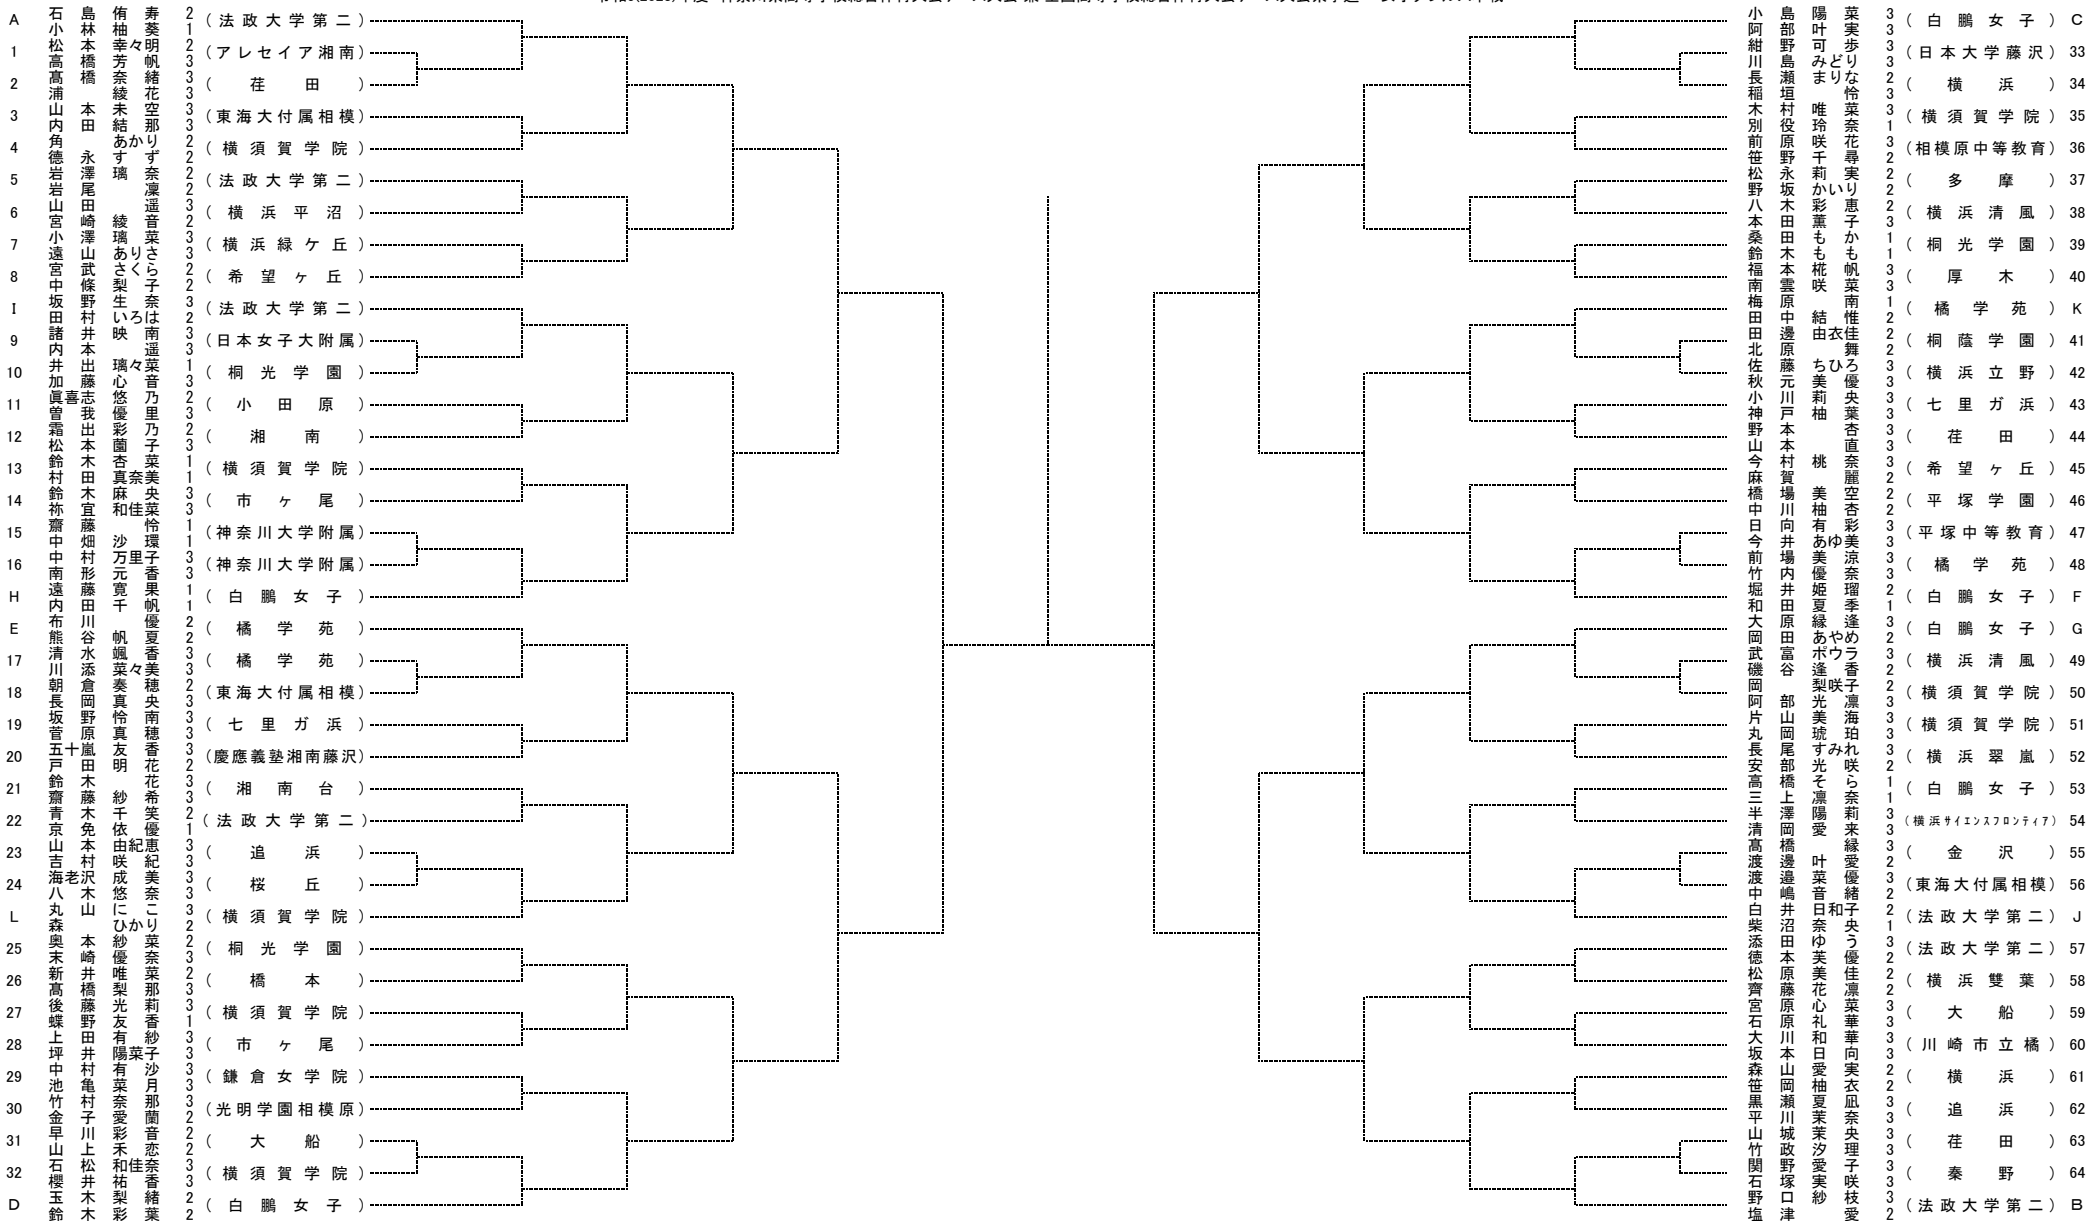 A 石島 侑寿 2 (法政大学第二)
小林 柚葵 1
1 松本 幸々明 2 (アレセイア湘南)
高橋 芳帆 3
2 髙橋 奈緒 3 (荏田)
浦 綾花 3
3 山本 未空 3 (東海大付属相模)
内田 結那 3
4 角 あかり 2 (横須賀学院)
德永 すず 2
5 岩澤 璃奈 2 (法政大学第二)
岩尾 凜 2
6 山田 遥 3 (横浜平沼)
宮崎 綾音 2
7 小澤 璃菜 3 (横浜緑ケ丘)
遠山 ありさ 3
8 宮武 さくら 2 (希望ヶ丘)
中條 梨子 2
I 坂野 生奈 3 (法政大学第二)
田村 いろは 2
9 諸井 映南 3 (日本女子大附属)
内本 遥 3
10 井出 璃々菜 1 (桐光学園)
加藤 心音 3
11 眞喜志 悠乃 2 (小田原)
曽我 優里 3
12 霜出 彩乃 2 (湘南)
松本 薗子 3
13 鈴木 杏菜 1 (横須賀学院)
村田 真奈美 1
14 鈴木 麻央 3 (市ヶ尾)
祢宜 和佳菜 3
15 齋藤 怜 1 (神奈川大学附属)
中畑 沙環 1
16 中村 万里子 3 (神奈川大学附属)
南形 元香 3
H 遠藤 寛果 1 (白鵬女子)
内田 千帆 1
E 布川 優 2 (橘学苑)
熊谷 帆夏 2
17 清水 颯香 3 (橘学苑)
川添 菜々美 3
18 朝倉 奏穂 2 (東海大付属相模)
長岡 真央 3
19 坂野 怜南 3 (七里ガ浜)
菅原 真穂 3
20 五十嵐 友香 3 (慶應義塾湘南藤沢)
戸田 明花 2
21 鈴木 花 3 (湘南台)
齋藤 紗希 3
22 青木 千笑 2 (法政大学第二)
京免 依優 1
23 山本 由紀恵 3 (追浜)
吉村 咲紀 3
24 海老沢 成美 3 (桜丘)
八木 悠奈 3
L 丸山 にこ 3 (横須賀学院)
森 ひかり 2
25 奥本 紗菜 2 (桐光学園)
末崎 優奈 3
26 新井 唯菜 2 (橋本)
髙橋 梨那 3
27 後藤 光莉 3 (横須賀学院)
蝶野 友香 1
28 上田 有紗 3 (市ヶ尾)
坪井 陽菜子 3
29 中村 有沙 3 (鎌倉女学院)
池亀 菜月 3
30 竹村 奈那 3 (光明学園相模原)
金子 愛蘭 2
31 早川 彩音 2 (大船)
山上 禾恋 2
32 石松 和佳奈 3 (横須賀学院)
櫻井 祐香 3
D 玉木 梨緒 2 (白鵬女子)
鈴木 彩葉 2
小島 陽菜 3 (白鵬女子) C
阿部 叶実 3
紺野 可歩 3 (日本大学藤沢) 33
川島 みどり 3
長瀬 まりな 2 (横浜) 34
稲垣 怜 3
木村 唯菜 3 (横須賀学院) 35
別役 玲奈 1
前原 咲花 3 (相模原中等教育) 36
笹野 千尋 2
松永 莉実 2 (多摩) 37
野坂 かいり 2
八木 彩恵 2 (横浜清風) 38
本田 薫子 3
桑田 もか 1 (桐光学園) 39
鈴木 もも 1
福本 椛帆 3 (厚木) 40
南雲 咲菜 3
梅原 南 1 (橘学苑) K
田中 結惟 2
田邊 由衣佳 2 (桐蔭学園) 41
北原 舞 2
佐藤 ちひろ 3 (横浜立野) 42
秋元 美優 3
小川 莉央 3 (七里ガ浜) 43
神戸 柚葉 3
野本 杏 3 (荏田) 44
山本 直 3
今村 桃奈 3 (希望ヶ丘) 45
麻賀 麗 2
橋場 美空 2 (平塚学園) 46
中川 柚杏 2
日向 有彩 3 (平塚中等教育) 47
今井 あゆ美 3
前場 美涼 3 (橘学苑) 48
竹内 優奈 3
堀井 姫瑠 2 (白鵬女子) F
和田 夏季 1
大原 縁逢 3 (白鵬女子) G
岡田 あやめ 2
武富 ポウラ 3 (横浜清風) 49
磯谷 逢香 2
岡 梨咲子 2 (横須賀学院) 50
阿部 光凛 3
片山 美海 3 (横須賀学院) 51
丸岡 琥珀 3
長尾 すみれ 3 (横浜翠嵐) 52
安部 光咲 2
高橋 そら 1 (白鵬女子) 53
三上 凛奈 1
半澤 陽莉 3 (横浜サイエンスフロンティア) 54
清岡 愛来 3
髙橋 縁 3 (金沢) 55
渡邊 叶愛 2
渡邉 菜優 3 (東海大付属相模) 56
中嶋 音緒 2
白井 日和子 2 (法政大学第二) J
柴沼 奈央 1
添田 ゆう 3 (法政大学第二) 57
徳本 芙優 2
松原 美佳 2 (横浜雙葉) 58
齊藤 花凛 2
宮原 心菜 3 (大船) 59
石原 礼華 3
大川 和華 3 (川崎市立橘) 60
坂本 日向 3
森山 愛実 2 (横浜) 61
笹岡 柚衣 2
黒瀬 夏凪 3 (追浜) 62
平川 茉奈 3
山城 茉央 3 (荏田) 63
竹政 汐理 3
関野 愛子 3 (秦野) 64
石塚 実咲 3
野口 紗枝 3 (法政大学第二) B
塩津 愛 2